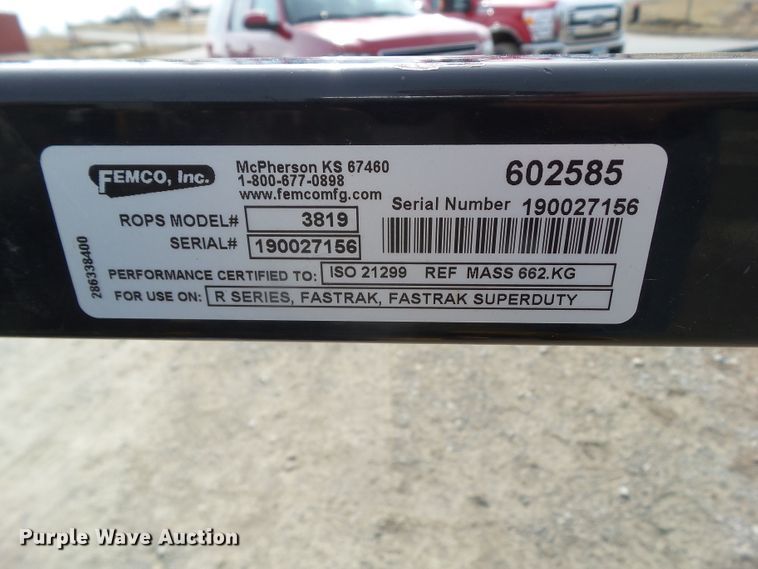 FEMCO, Inc.
McPherson KS 67460
1-800-677-0898
www.femcomfg.com
602585
Serial Number 190027156
ROPS MODEL# 3819
SERIAL# 190027156
286338400
PERFORMANCE CERTIFIED TO: ISO 21299 REF MASS 662.KG
FOR USE ON: R SERIES, FASTRAK, FASTRAK SUPERDUTY
Purple Wave Auction